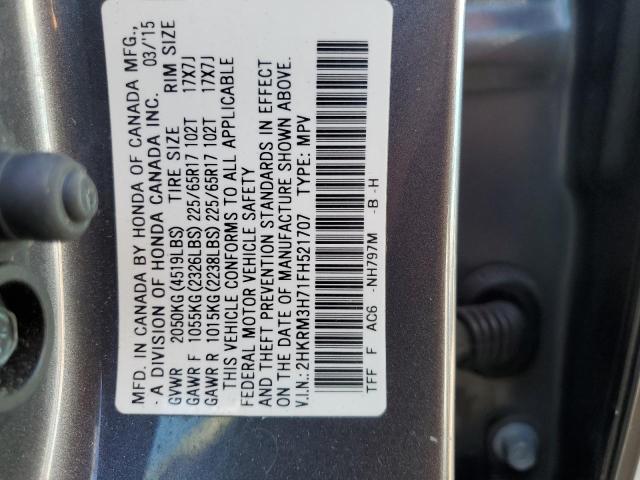 MFD. IN CANADA BY HONDA OF CANADA MFG.,
- A DIVISION OF HONDA CANADA INC. 03/'15
GVWR 2050KG (4519LBS) TIRE SIZE RIM SIZE
GAWR F 1055KG (2328LBS) 225/65R17 102T 17X7J
GAWR R 1015KG (2238LBS) 225/65R17 102T 17X7J
THIS VEHICLE CONFORMS TO ALL APPLICABLE
FEDERAL MOTOR VEHICLE SAFETY
AND THEFT PREVENTION STANDARDS IN EFFECT
ON THE DATE OF MANUFACTURE SHOWN ABOVE.
V.I.N.: 2HKRM3H71FH521707 TYPE: MPV
TFF F AC6 -NH797M -B -H